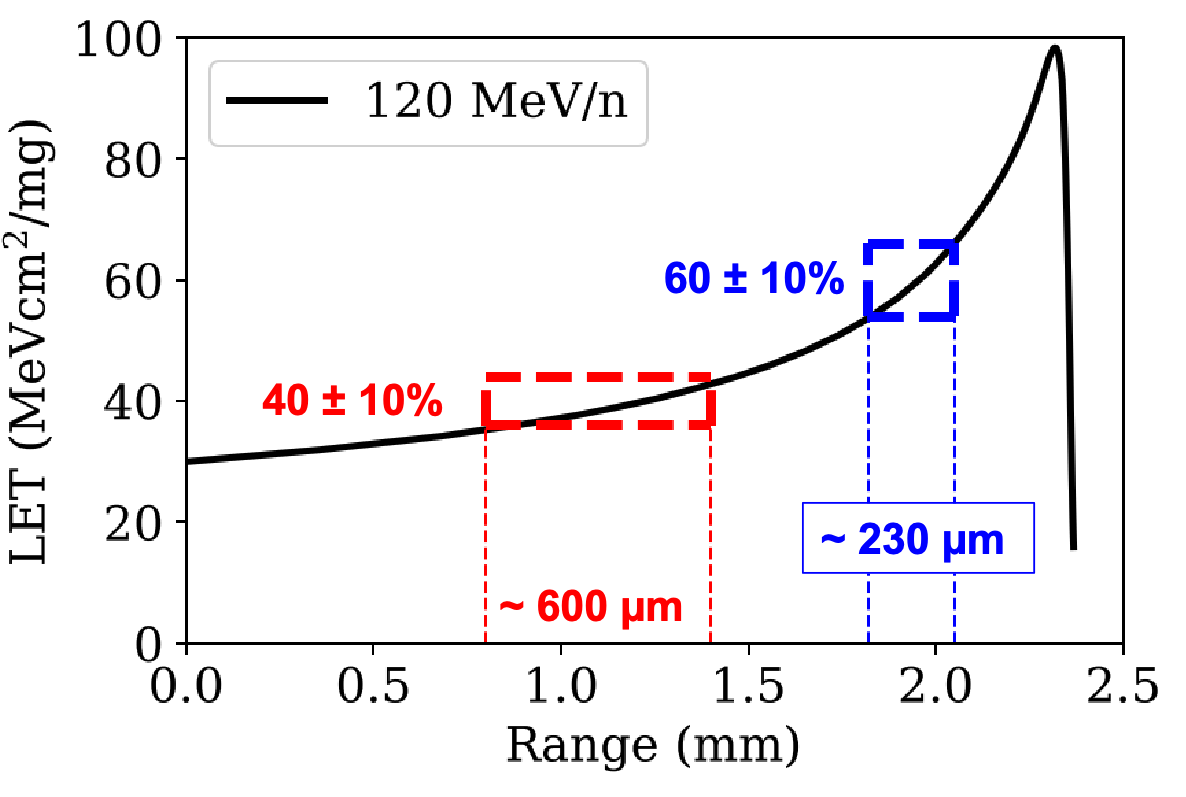 100
80
60
40
20
0
LET (MeVcm²/mg)
120 MeV/n
60 ± 10%
40 ± 10%
~ 230 µm
~ 600 µm
0.0 0.5 1.0 1.5 2.0 2.5
Range (mm)